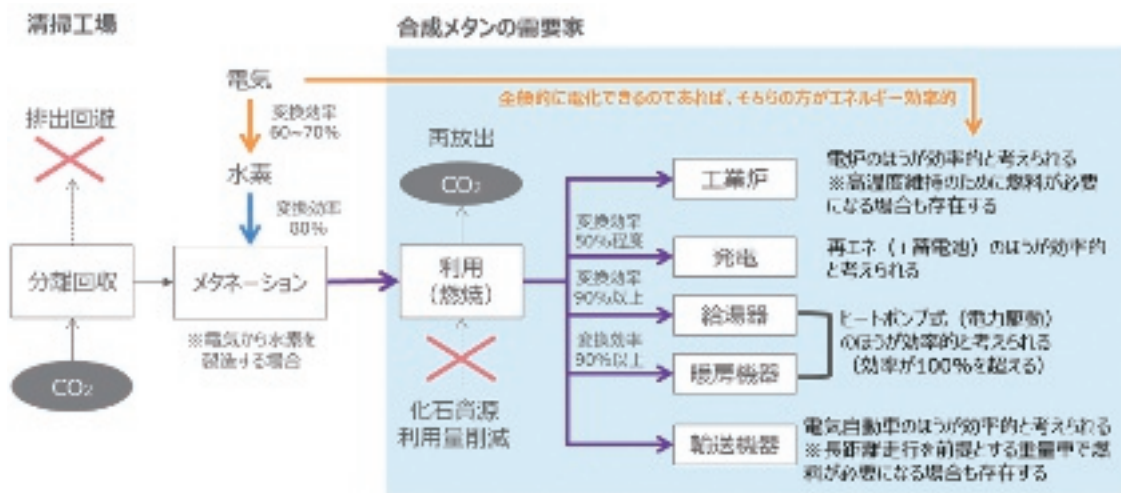 清掃工場
合成メタンの需要家
電気
全般的に電化できるのであれば、そちらの方がエネルギー効率的
変換効率
60~70%
排出回避
水素
変換効率
80%
分離回収
メタネーション
※電気から水素を
製造する場合
CO₂
再放出
CO₂
利用
(燃焼)
化石資源
利用量削減
工業炉
電炉のほうが効率的と考えられる
※高温度維持のために燃料が必要
になる場合も存在する
変換効率
50%程度
発電
再エネ(+蓄電池)のほうが効率的
と考えられる
変換効率
90%以上
給湯器
変換効率
90%以上
暖房機器
ヒートポンプ式(電力駆動)
のほうが効率的と考えられる
(効率が100%を超える)
輸送機器
電気自動車のほうが効率的と考えられる
※長距離走行を前提とする重量車で燃
料が必要になる場合も存在する